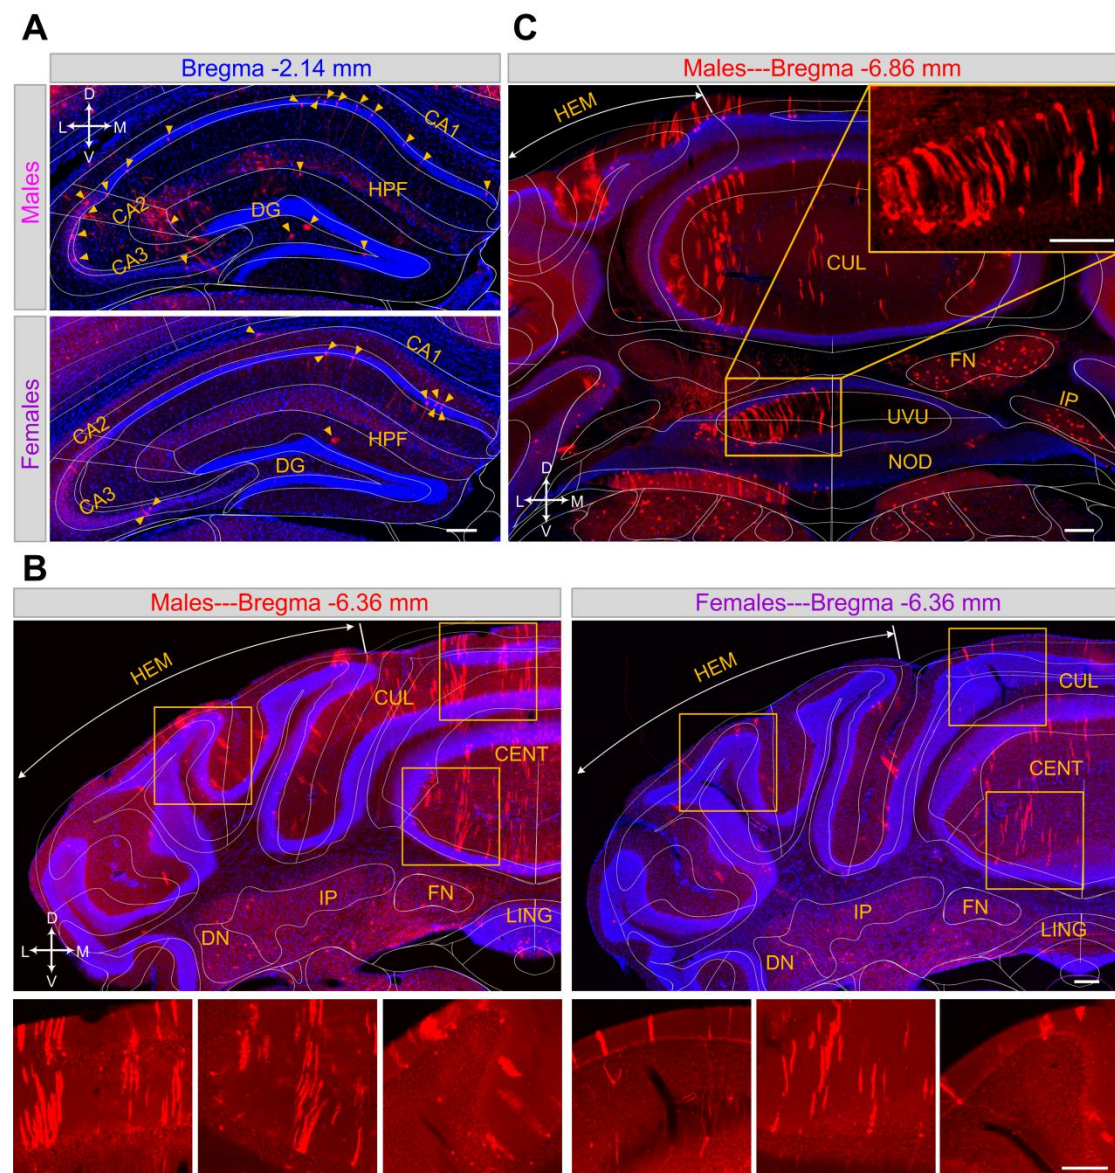 A
Bregma -2.14 mm
Males
D
L M
V
CA1
CA2
CA3
HPF
DG
Females
CA1
CA2
CA3
HPF
DG
C
Males---Bregma -6.86 mm
HEM
CUL
FN
IP
UVU
NOD
D
L M
V
B
Males---Bregma -6.36 mm
HEM
CUL
CENT
IP
FN
DN
LING
D
L M
V
Females---Bregma -6.36 mm
HEM
CUL
CENT
IP
FN
DN
LING